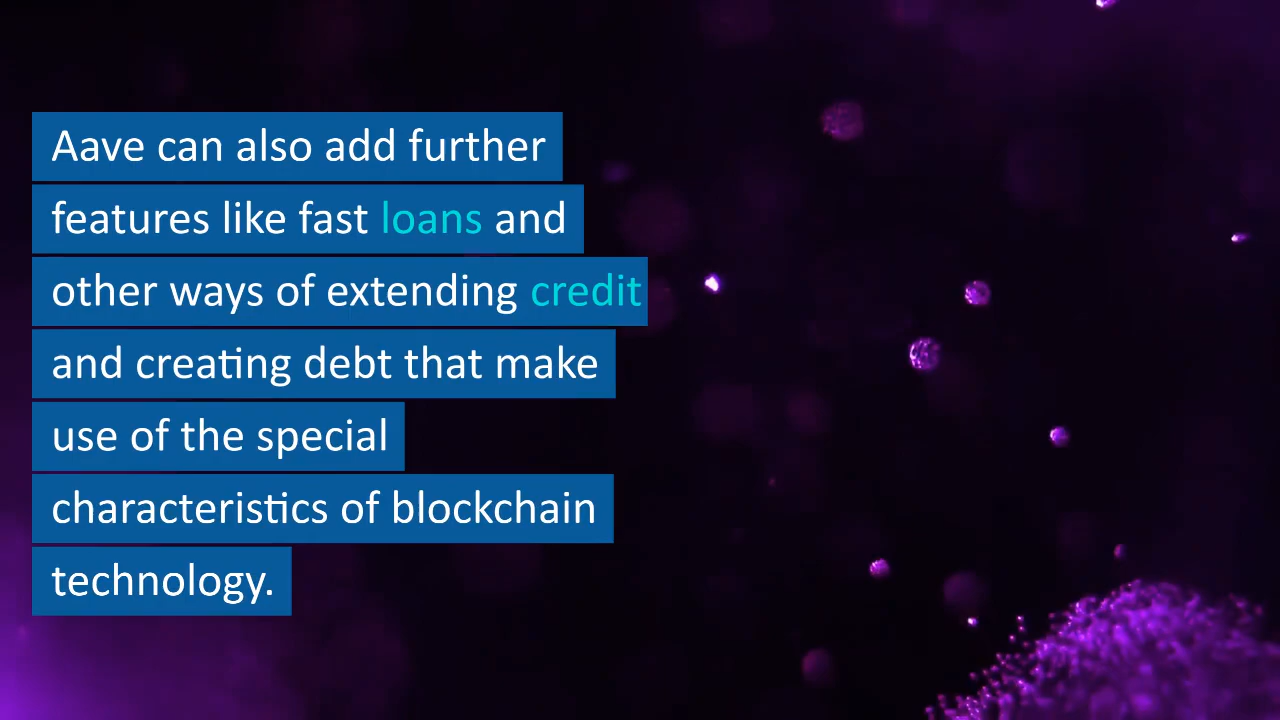 Aave can also add further
features like fast loans and
other ways of extending credit
and creating debt that make
use of the special
characteristics of blockchain
technology.